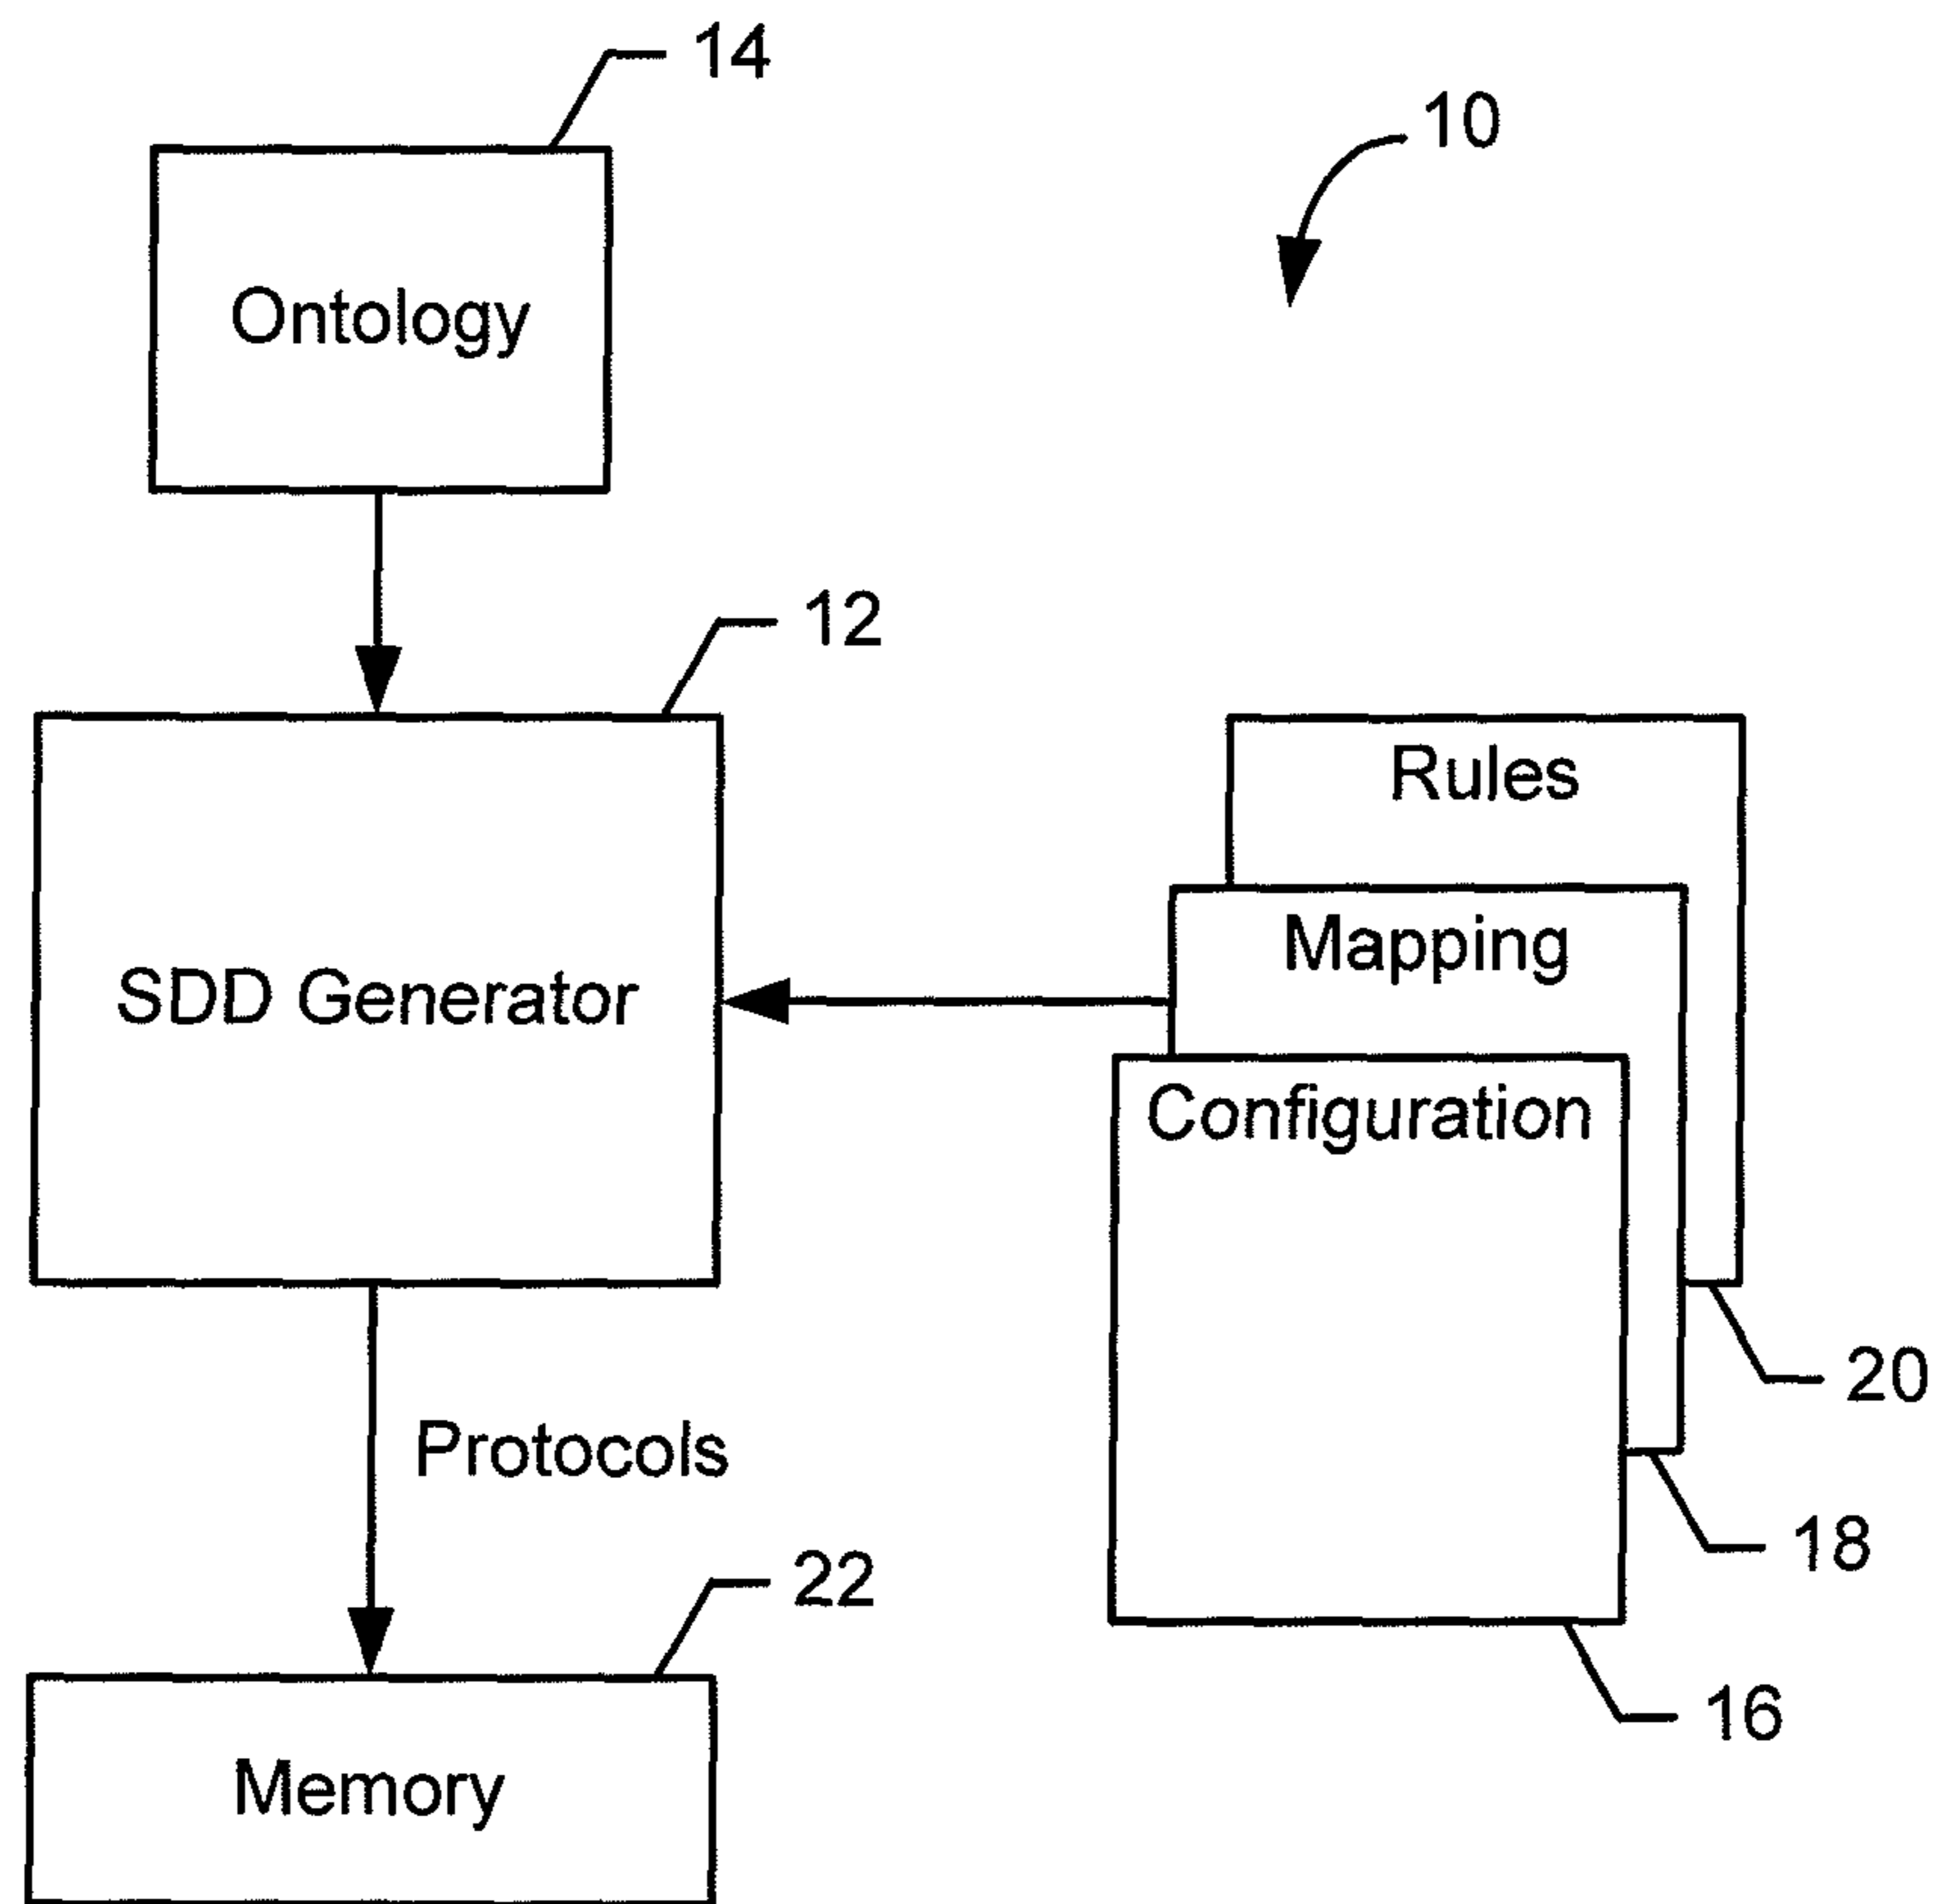 14
10
Ontology
12
Rules
Mapping
SDD Generator
Configuration
20
Protocols
18
22
16
Memory